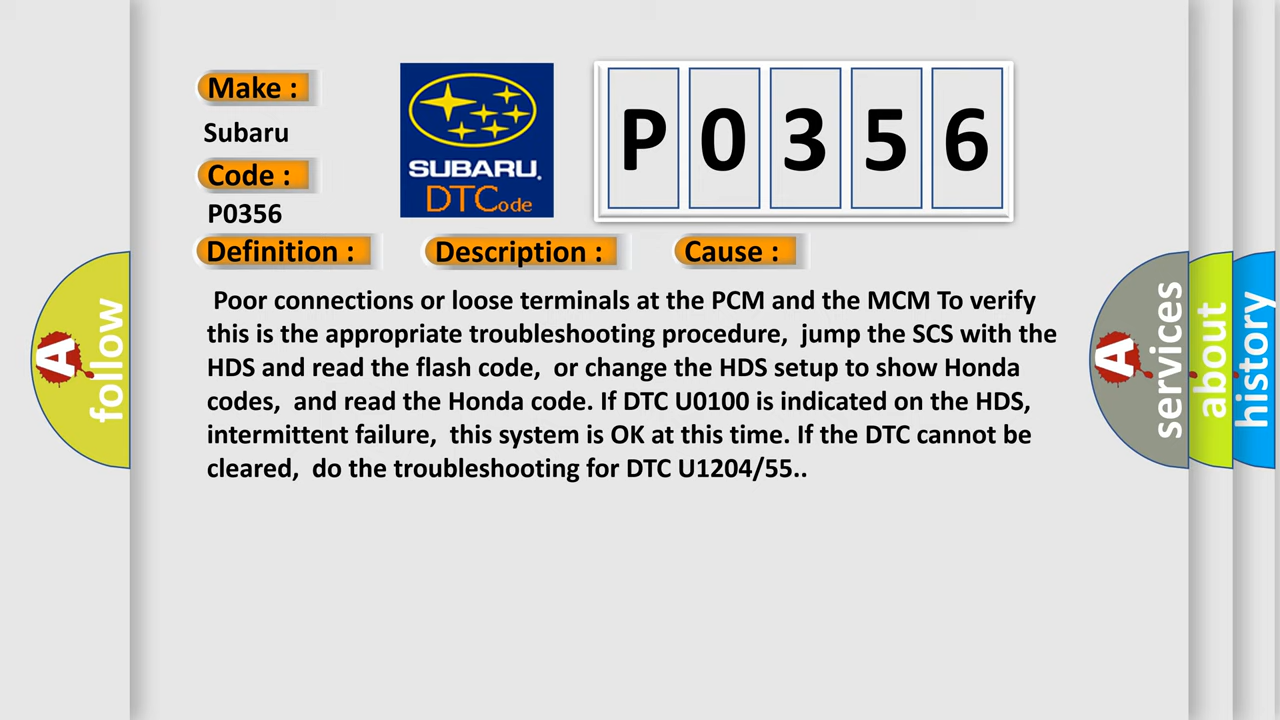 Make :
Subaru
Code :
P0356
SUBARU.
DTCode
P0356
Definition :
Description :
Cause :
Poor connections or loose terminals at the PCM and the MCM To verify
this is the appropriate troubleshooting procedure, jump the SCS with the
HDS and read the flash code, or change the HDS setup to show Honda
codes, and read the Honda code. If DTC U0100 is indicated on the HDS,
intermittent failure, this system is OK at this time. If the DTC cannot be
cleared, do the troubleshooting for DTC U1204/55..
A
follow
A
services
about
history